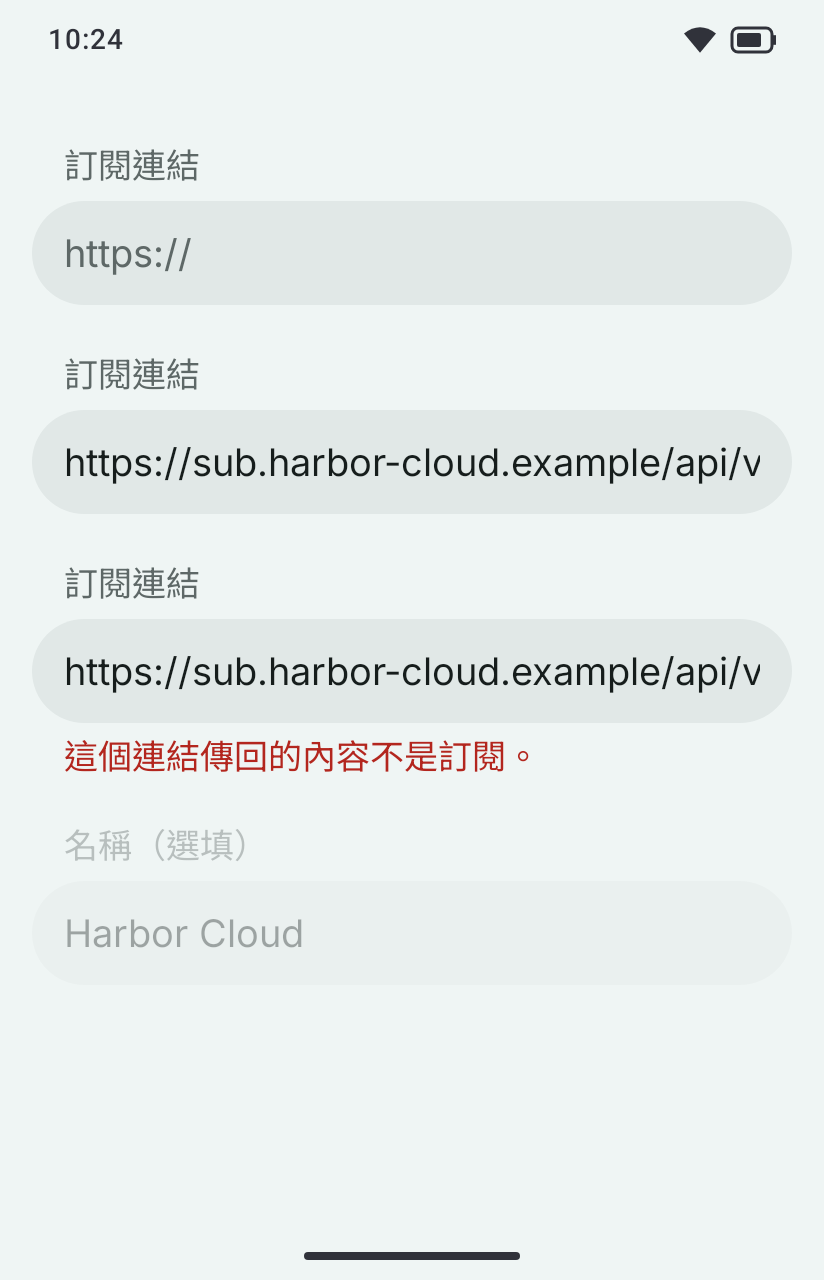 10:24
訂閱連結
https://
訂閱連結
https://sub.harbor-cloud.example/api/v
訂閱連結
https://sub.harbor-cloud.example/api/v
這個連結傳回的內容不是訂閱。
名稱（選填）
Harbor Cloud